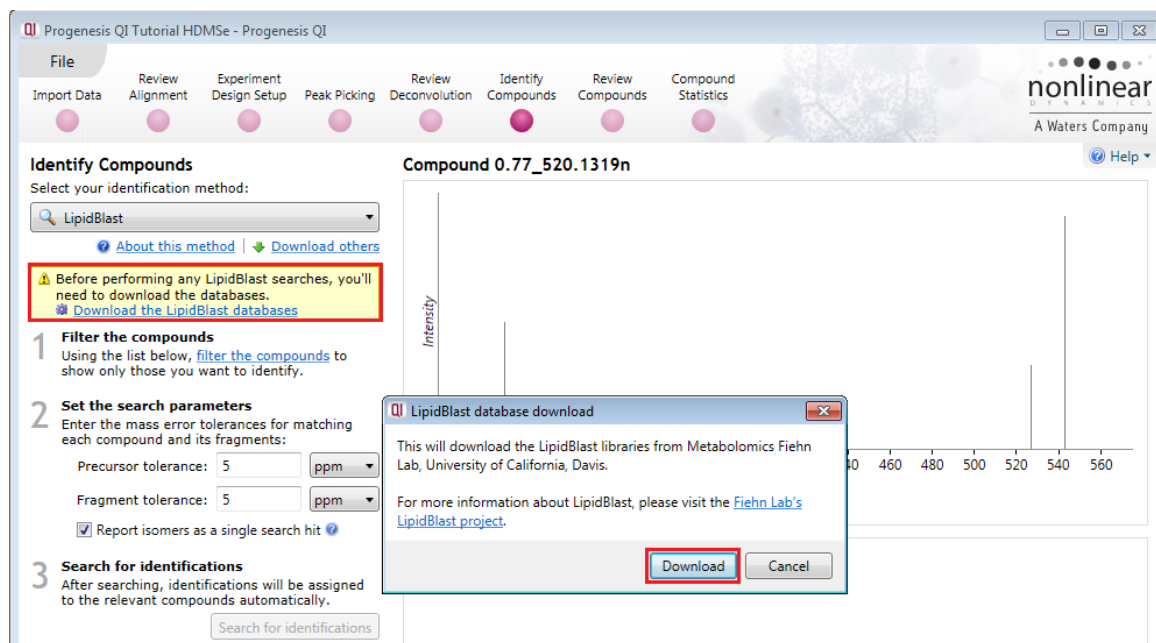 QI Progenesis QI Tutorial HDMSe - Progenesis QI
File
Import Data
Review
Alignment
Experiment
Design Setup
Peak Picking
Review
Deconvolution
Identify
Compounds
Review
Compounds
Compound
Statistics
nonlinear
DYNAMICS
A Waters Company
Help
Identify Compounds
Select your identification method:
LipidBlast
About this method
Download others
Before performing any LipidBlast searches, you'll
need to download the databases.
Download the LipidBlast databases
1 Filter the compounds
Using the list below, filter the compounds to
show only those you want to identify.
2 Set the search parameters
Enter the mass error tolerances for matching
each compound and its fragments:
Precursor tolerance: 5 ppm
Fragment tolerance: 5 ppm
Report isomers as a single search hit
3 Search for identifications
After searching, identifications will be assigned
to the relevant compounds automatically.
Search for identifications
Compound 0.77_520.1319n
Intensity
460 480 500 520 540 560
QI LipidBlast database download
This will download the LipidBlast libraries from Metabolomics Fiehn
Lab, University of California, Davis.
For more information about LipidBlast, please visit the Fiehn Lab's
LipidBlast project.
Download
Cancel